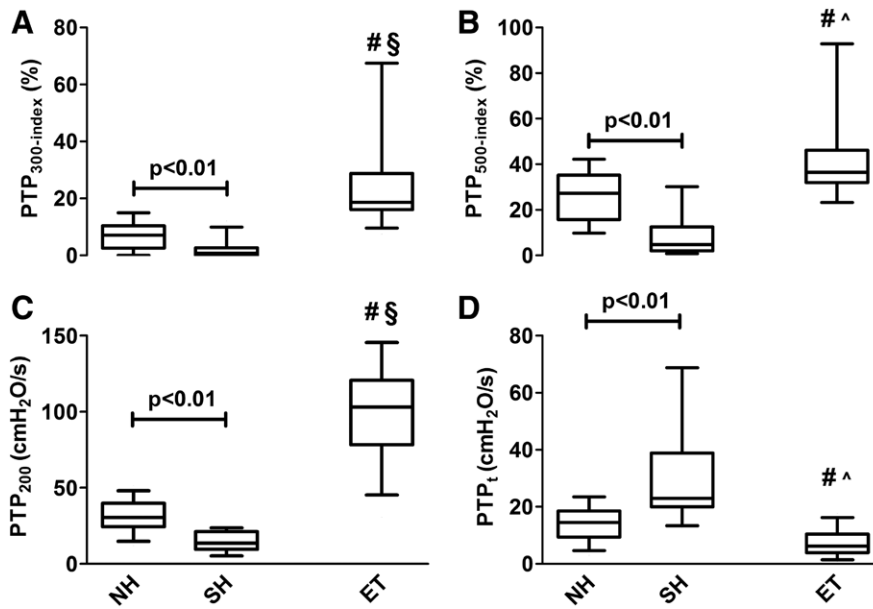 A
PTP300-index (%)
80
60
40
20
0
p<0.01
# §
B
PTP500-index (%)
100
80
60
40
20
0
p<0.01
# ^
C
PTP200 (cmH2O/s)
150
100
50
0
p<0.01
# §
NH
SH
ET
D
PTPt (cmH2O/s)
80
60
40
20
0
p<0.01
# ^
NH
SH
ET